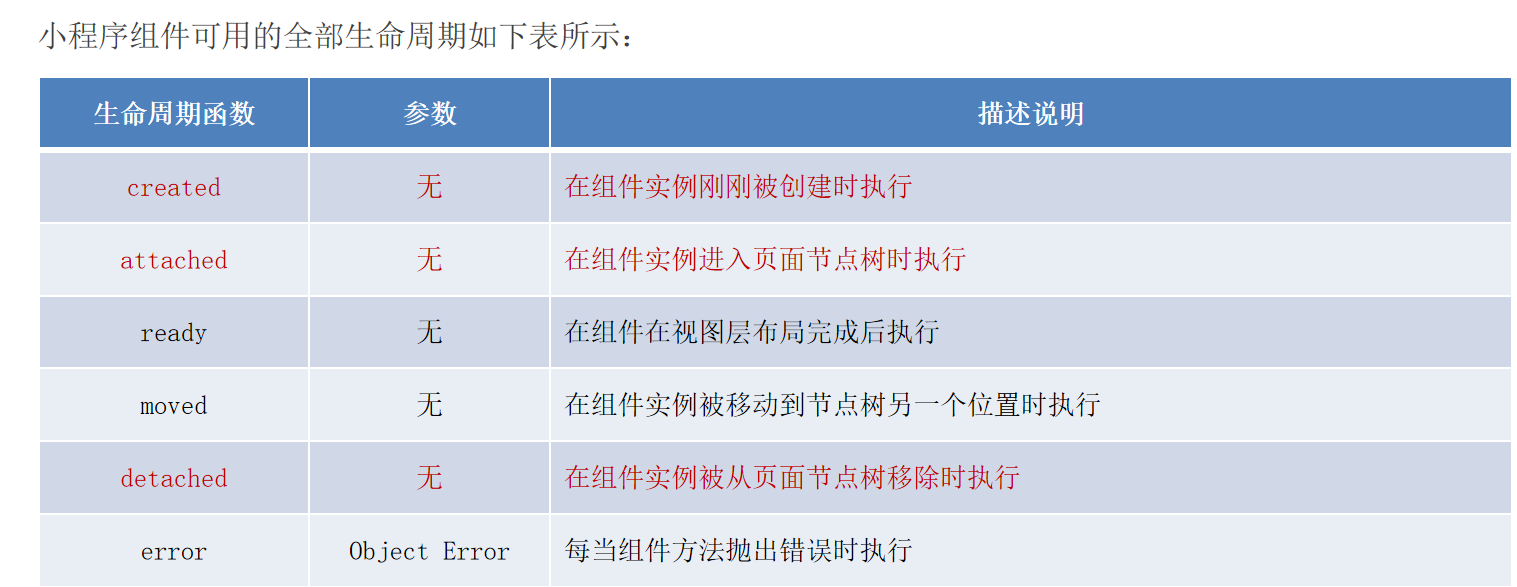 小程序组件可用的全部生命周期如下表所示：
生命周期函数 参数 描述说明
created 无 在组件实例刚刚被创建时执行
attached 无 在组件实例进入页面节点树时执行
ready 无 在组件在视图层布局完成后执行
moved 无 在组件实例被移动到节点树另一个位置时执行
detached 无 在组件实例被从页面节点树移除时执行
error Object Error 每当组件方法抛出错误时执行